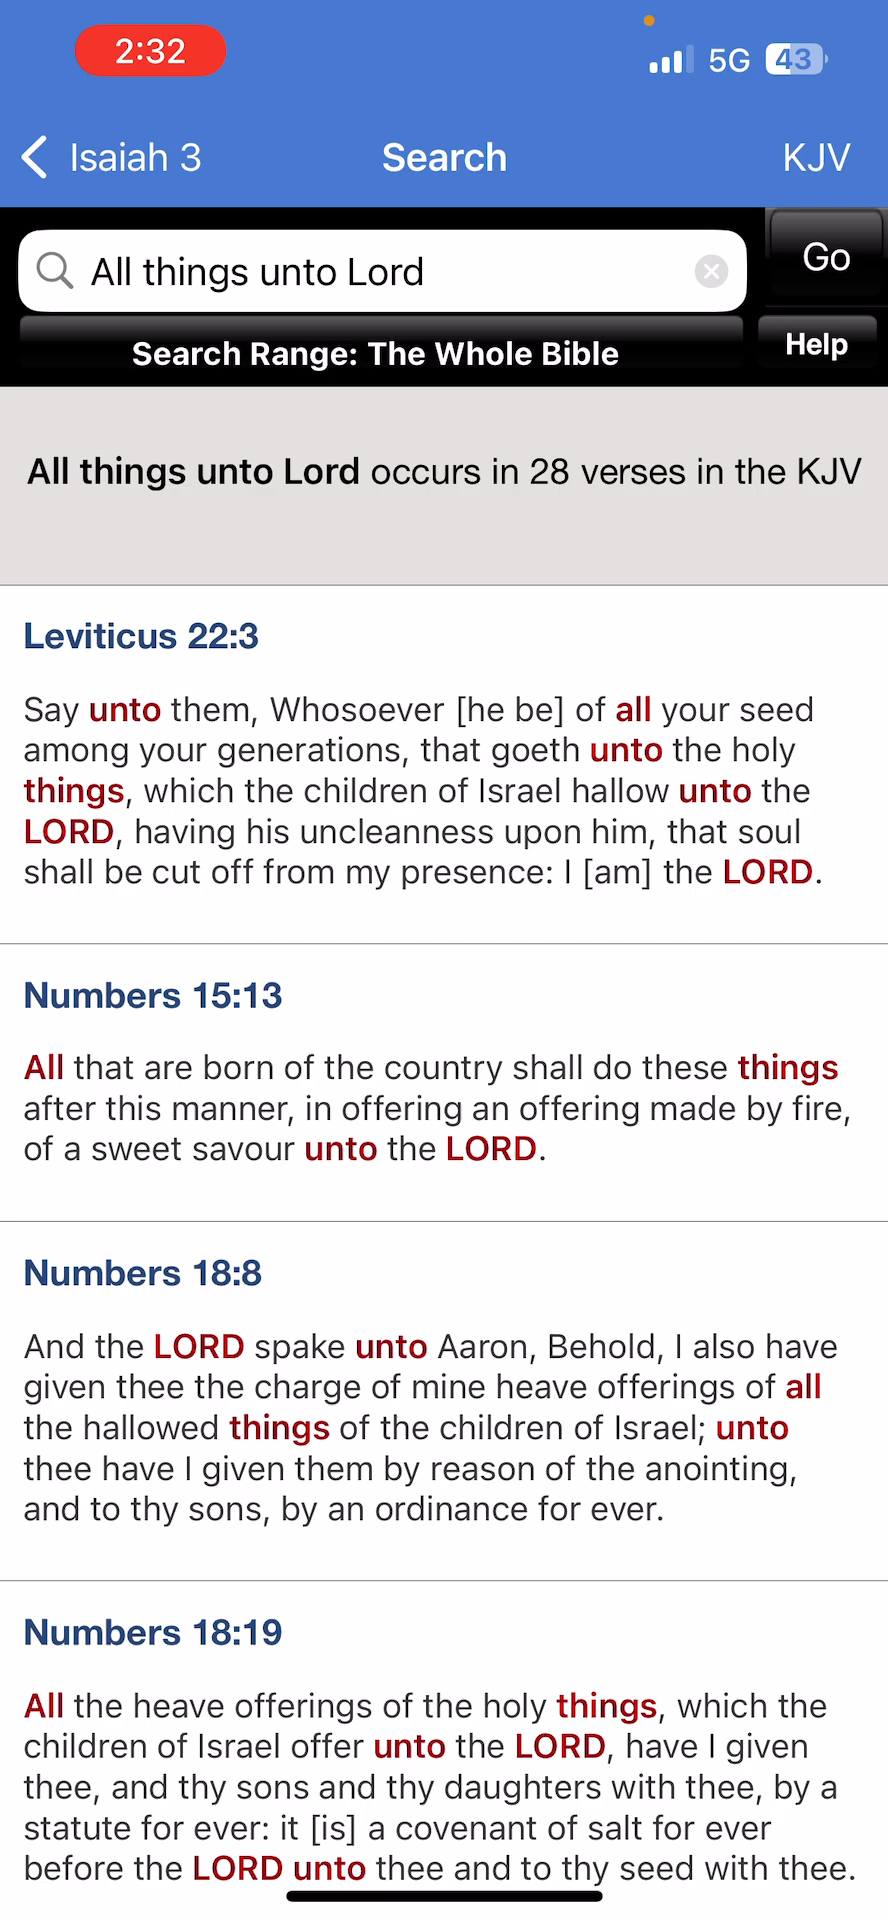 2:32
5G 43
Isaiah 3 Search KJV
All things unto Lord
Go
Search Range: The Whole Bible
Help
All things unto Lord occurs in 28 verses in the KJV
Leviticus 22:3
Say unto them, Whosoever [he be] of all your seed
among your generations, that goeth unto the holy
things, which the children of Israel hallow unto the
LORD, having his uncleanness upon him, that soul
shall be cut off from my presence: I [am] the LORD.
Numbers 15:13
All that are born of the country shall do these things
after this manner, in offering an offering made by fire,
of a sweet savour unto the LORD.
Numbers 18:8
And the LORD spake unto Aaron, Behold, I also have
given thee the charge of mine heave offerings of all
the hallowed things of the children of Israel; unto
thee have I given them by reason of the anointing,
and to thy sons, by an ordinance for ever.
Numbers 18:19
All the heave offerings of the holy things, which the
children of Israel offer unto the LORD, have I given
thee, and thy sons and thy daughters with thee, by a
statute for ever: it [is] a covenant of salt for ever
before the LORD unto thee and to thy seed with thee.